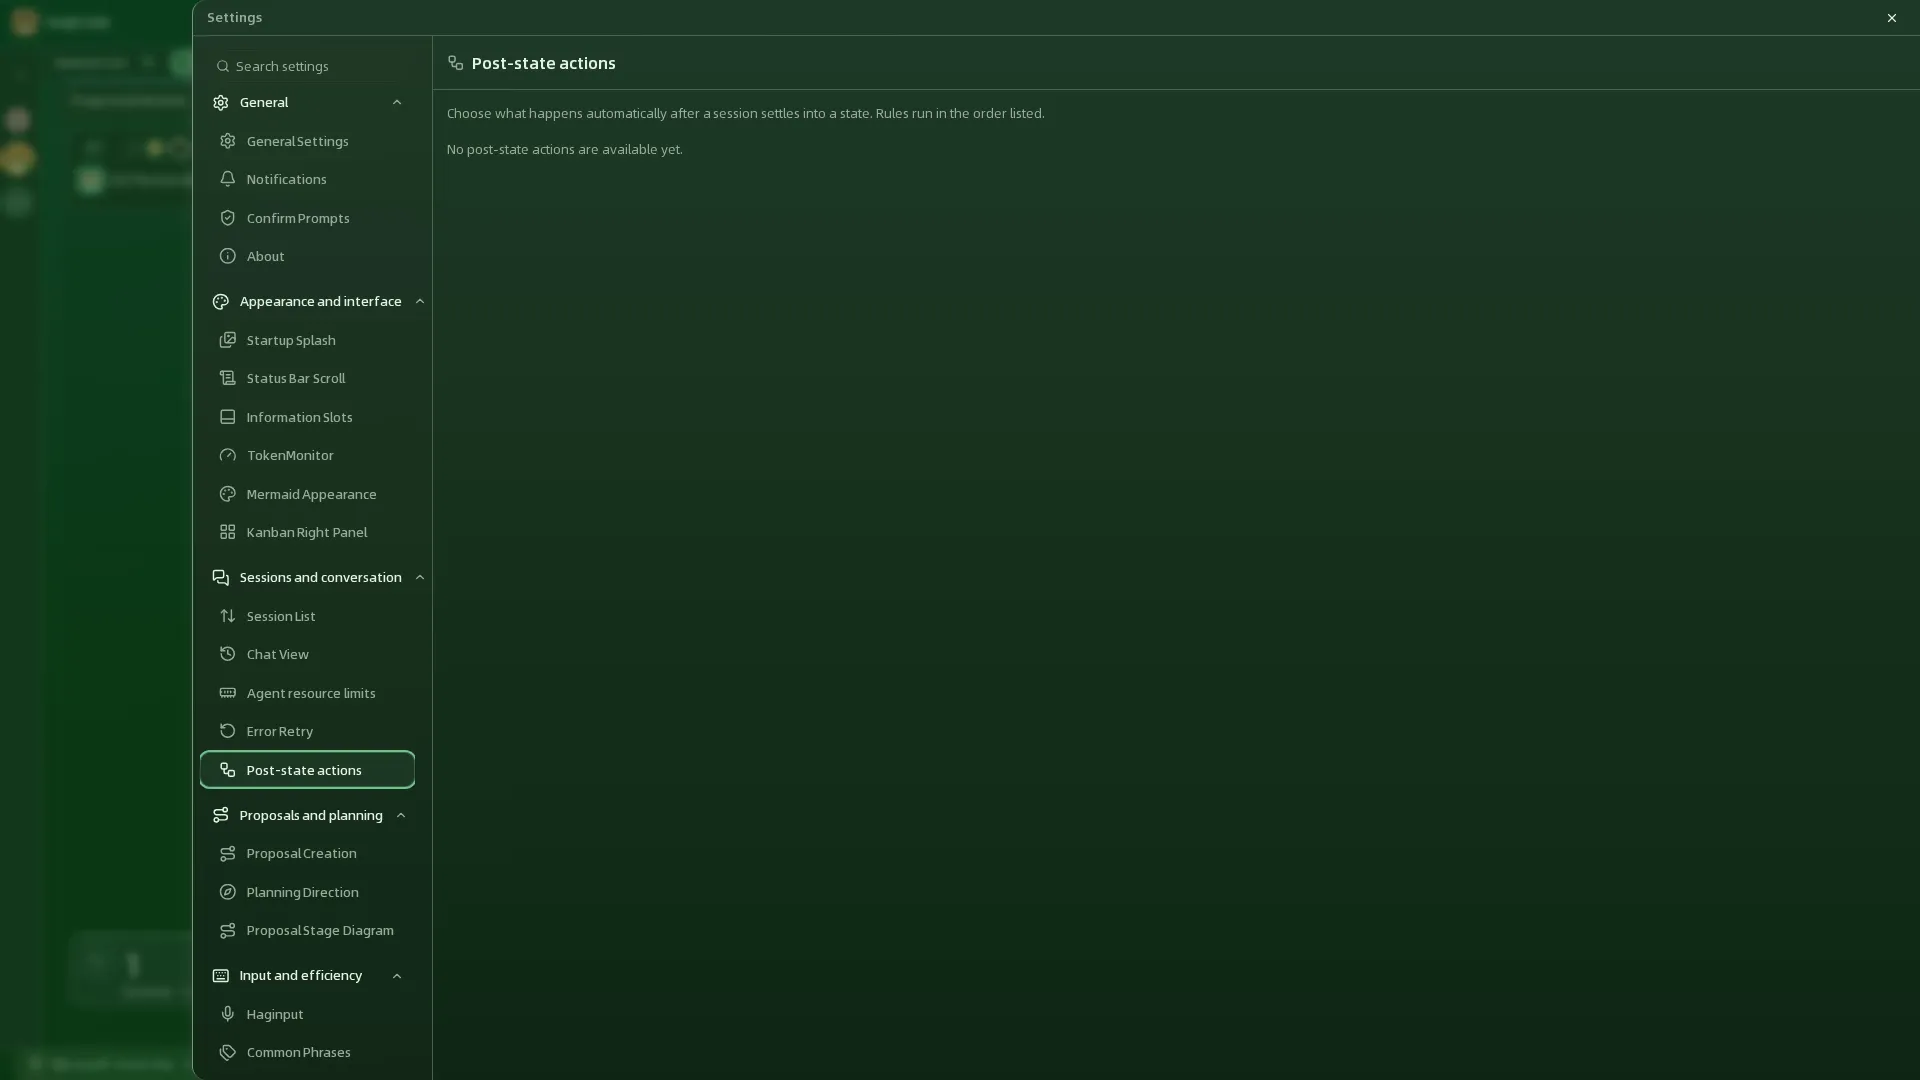 Settings
Search settings
General
General Settings
Notifications
Confirm Prompts
About
Appearance and interface
Startup Splash
Status Bar Scroll
Information Slots
TokenMonitor
Mermaid Appearance
Kanban Right Panel
Sessions and conversation
Session List
Chat View
Agent resource limits
Error Retry
Post-state actions
Proposals and planning
Proposal Creation
Planning Direction
Proposal Stage Diagram
Input and efficiency
Haginput
Common Phrases
Post-state actions
Choose what happens automatically after a session settles into a state. Rules run in the order listed.
No post-state actions are available yet.